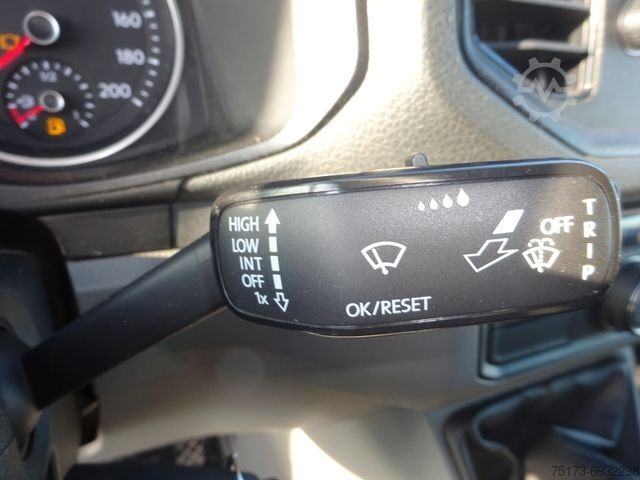 160
180
200
1/2
HIGH
LOW
INT
OFF
1x
OK/RESET
OFF
TRIP
75173-6932298